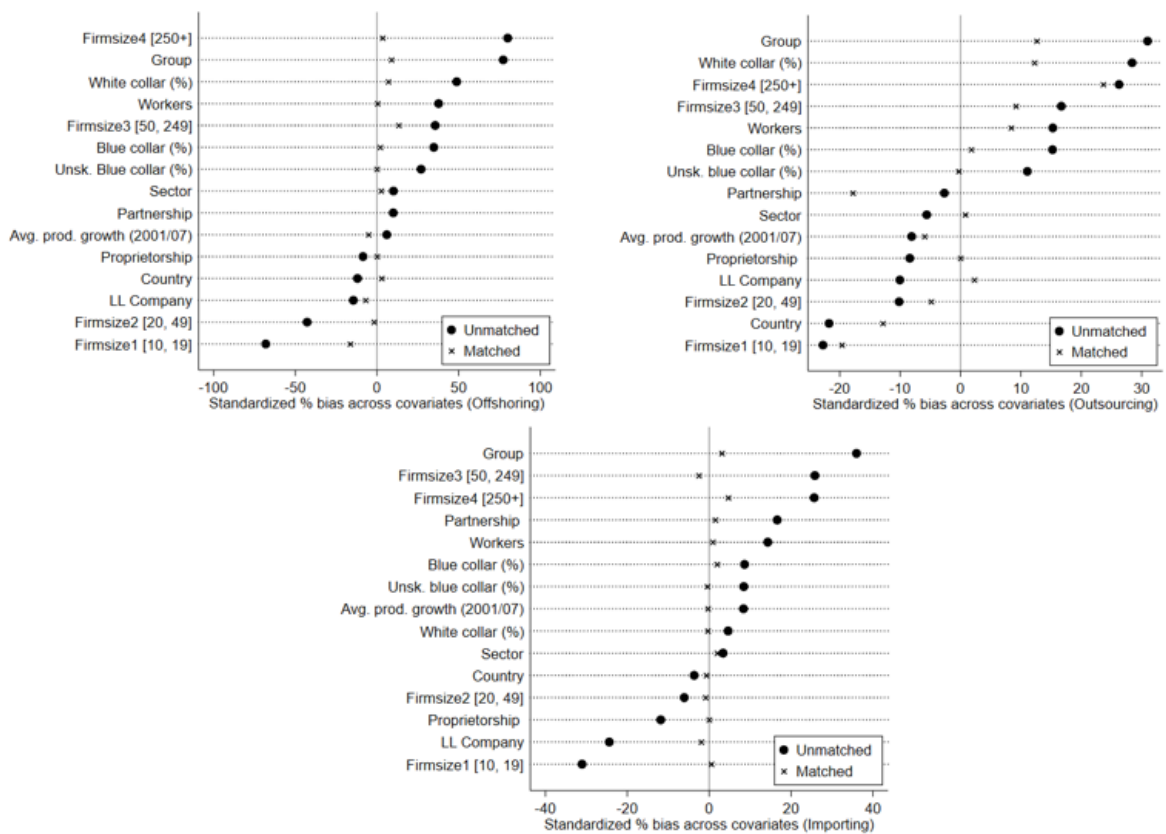 Firmsize4 [250+]
Group
White collar (%)
Workers
Firmsize3 [50, 249]
Blue collar (%)
Unsk. Blue collar (%)
Sector
Partnership
Avg. prod. growth (2001/07)
Proprietorship
Country
LL Company
Firmsize2 [20, 49]
Firmsize1 [10, 19]
Unmatched
Matched
-100 -50 0 50 100
Standardized % bias across covariates (Offshoring)
Group
White collar (%)
Firmsize4 [250+]
Firmsize3 [50, 249]
Workers
Blue collar (%)
Unsk. blue collar (%)
Partnership
Sector
Avg. prod. growth (2001/07)
Proprietorship
LL Company
Firmsize2 [20, 49]
Country
Firmsize1 [10, 19]
Unmatched
Matched
-20 -10 0 10 20 30
Standardized % bias across covariates (Outsourcing)
Group
Firmsize3 [50, 249]
Firmsize4 [250+]
Partnership
Workers
Blue collar (%)
Unsk. blue collar (%)
Avg. prod. growth (2001/07)
White collar (%)
Sector
Country
Firmsize2 [20, 49]
Proprietorship
LL Company
Firmsize1 [10, 19]
Unmatched
Matched
-40 -20 0 20 40
Standardized % bias across covariates (Importing)